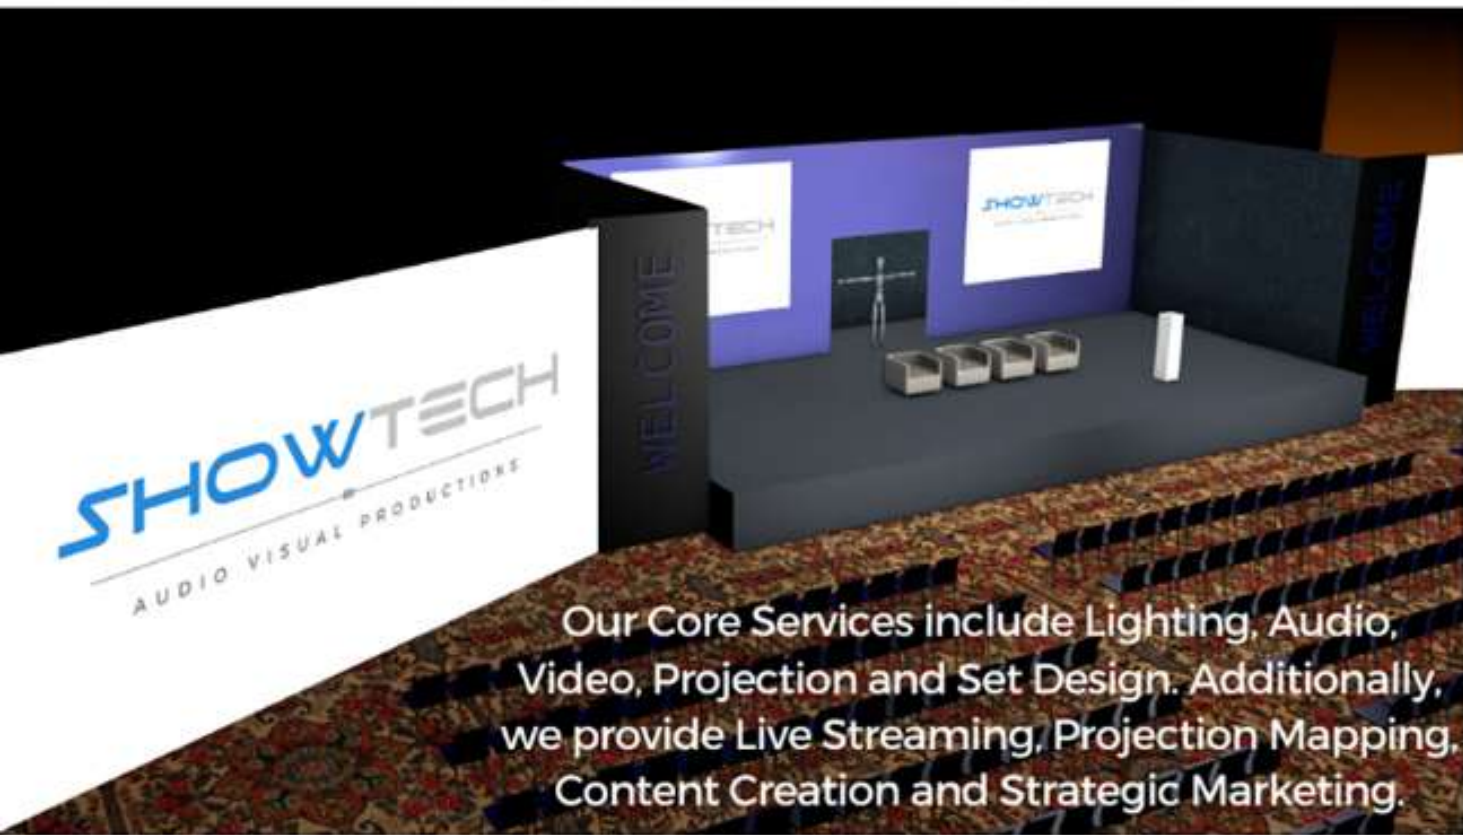 TECH
SHOWTECH
WELCOME
WELCOME
SHOWTECH
AUDIO VISUAL PRODUCTIONS
Our Core Services include Lighting, Audio,
Video, Projection and Set Design. Additionally,
we provide Live Streaming, Projection Mapping,
Content Creation and Strategic Marketing.